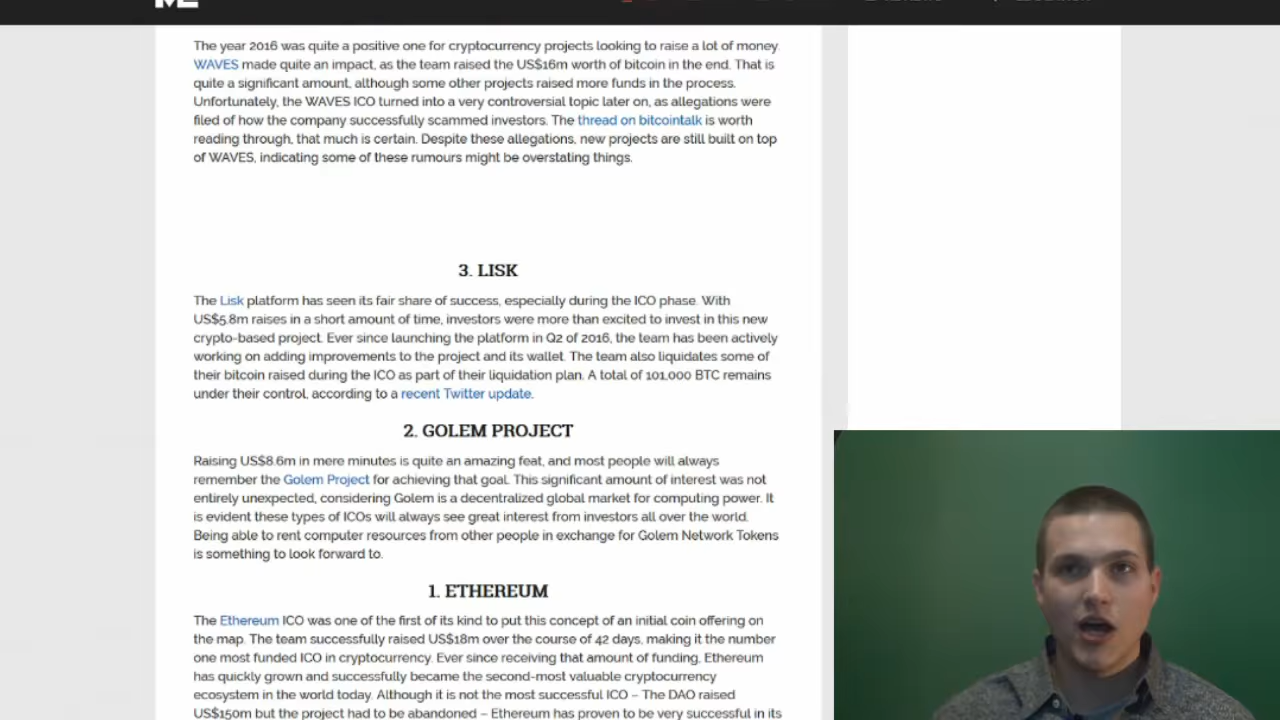 The year 2016 was quite a positive one for cryptocurrency projects looking to raise a lot of money.
WAVES made quite an impact, as the team raised the US$16m worth of bitcoin in the end. That is
quite a significant amount, although some other projects raised more funds in the process.
Unfortunately, the WAVES ICO turned into a very controversial topic later on, as allegations were
filed of how the company successfully scammed investors. The thread on bitcointalk is worth
reading through, that much is certain. Despite these allegations, new projects are still built on top
of WAVES, indicating some of these rumours might be overstating things.
3. LISK
The Lisk platform has seen its fair share of success, especially during the ICO phase. With
US$5.8m raises in a short amount of time, investors were more than excited to invest in this new
crypto-based project. Ever since launching the platform in Q2 of 2016, the team has been actively
working on adding improvements to the project and its wallet. The team also liquidates some of
their bitcoin raised during the ICO as part of their liquidation plan. A total of 101,000 BTC remains
under their control, according to a recent Twitter update.
2. GOLEM PROJECT
Raising US$8.6m in mere minutes is quite an amazing feat, and most people will always
remember the Golem Project for achieving that goal. This significant amount of interest was not
entirely unexpected, considering Golem is a decentralized global market for computing power. It
is evident these types of ICOs will always see great interest from investors all over the world.
Being able to rent computer resources from other people in exchange for Golem Network Tokens
is something to look forward to.
1. ETHEREUM
The Ethereum ICO was one of the first of its kind to put this concept of an initial coin offering on
the map. The team successfully raised US$18m over the course of 42 days, making it the number
one most funded ICO in cryptocurrency. Ever since receiving that amount of funding, Ethereum
has quickly grown and successfully became the second-most valuable cryptocurrency
ecosystem in the world today. Although it is not the most successful ICO – The DAO raised
US$150m but the project had to be abandoned – Ethereum has proven to be very successful in its